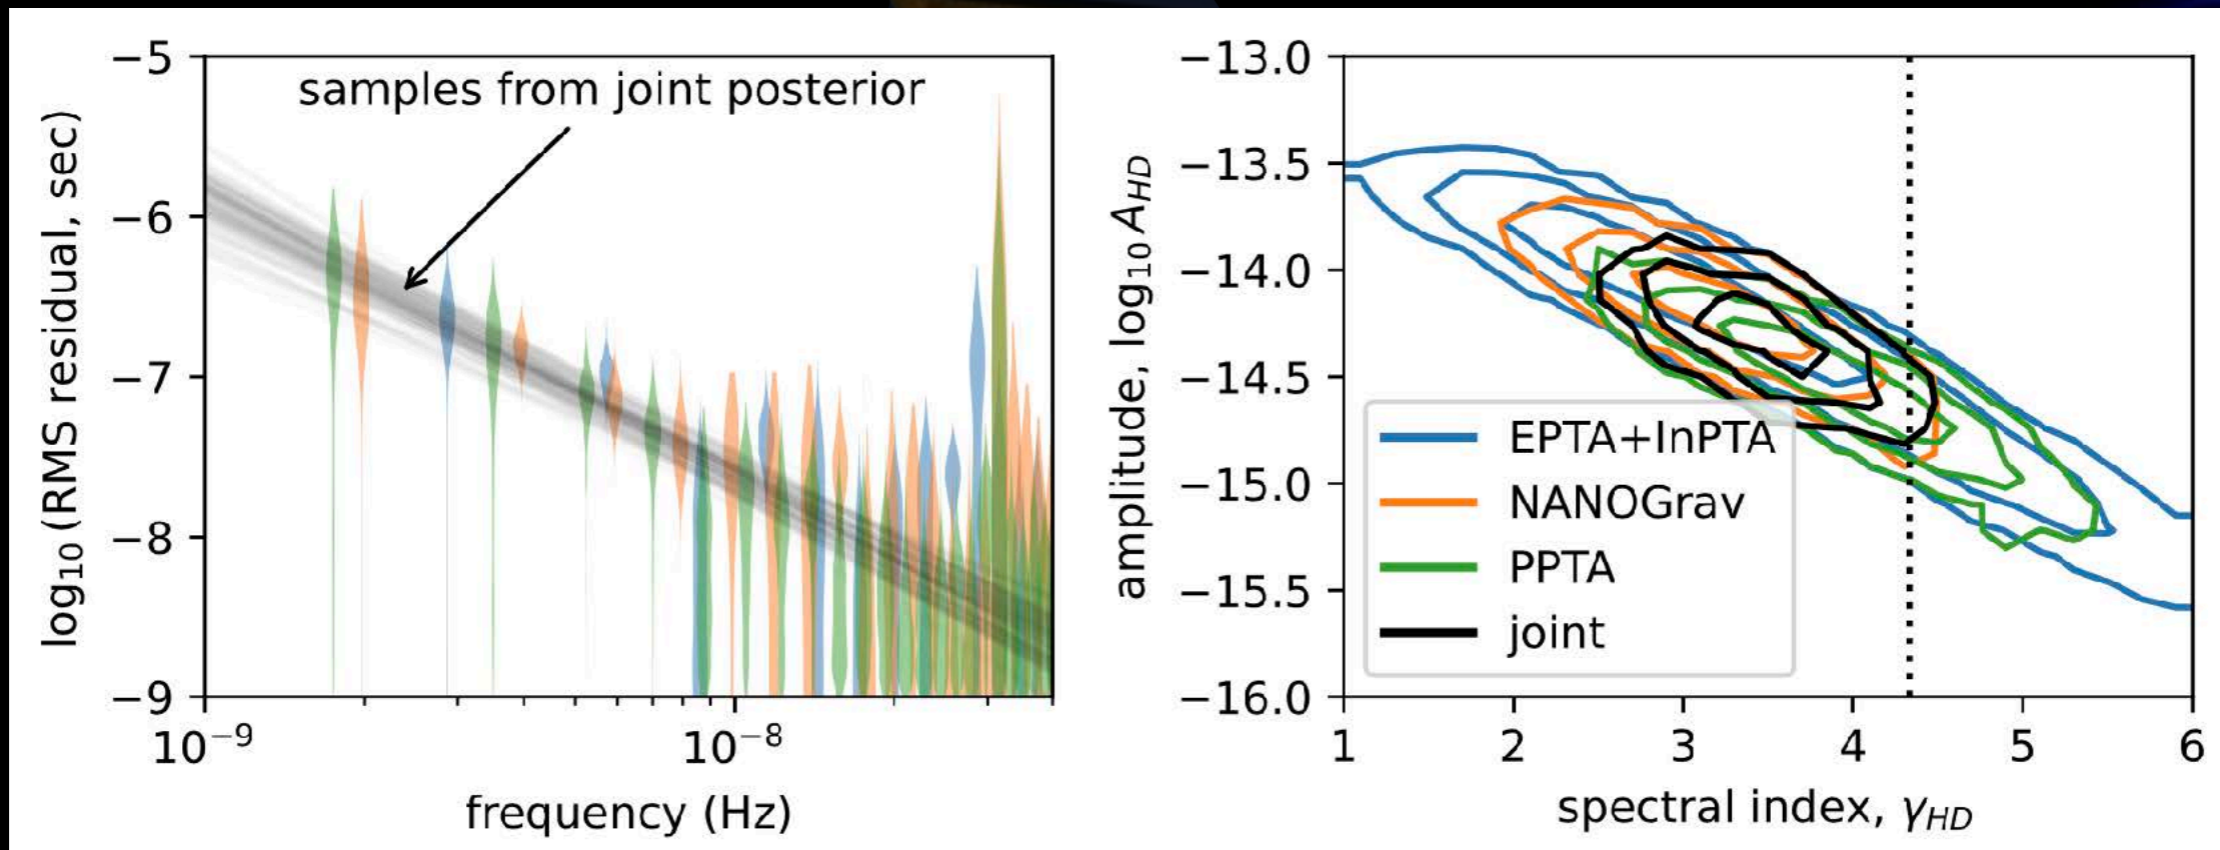 samples from joint posterior
log₁₀ (RMS residual, sec)
−5
−6
−7
−8
−9
10⁻⁹
10⁻⁸
frequency (Hz)
amplitude, log₁₀ A_HD
−13.0
−13.5
−14.0
−14.5
−15.0
−15.5
−16.0
EPTA+InPTA
NANOGrav
PPTA
joint
1 2 3 4 5 6
spectral index, γ_HD